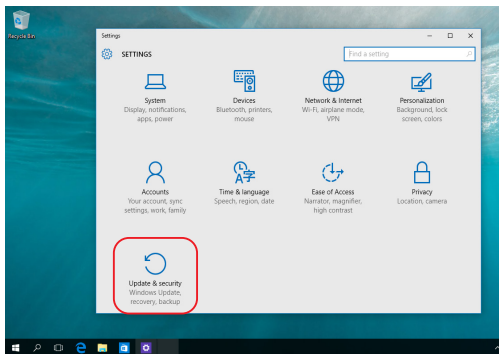 Recycle Bin
Settings
SETTINGS
Find a setting
System
Display, notifications,
apps, power
Devices
Bluetooth, printers,
mouse
Network & Internet
Wi-Fi, airplane mode,
VPN
Personalization
Background, lock
screen, colors
Accounts
Your account, sync
settings, work, family
Time & language
Speech, region, date
Ease of Access
Narrator, magnifier,
high contrast
Privacy
Location, camera
Update & security
Windows Update,
recovery, backup